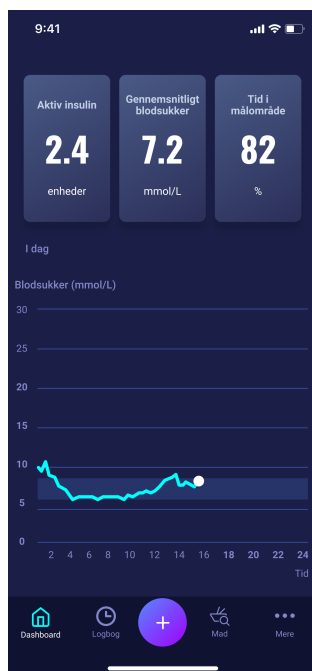 9:41
Aktiv insulin
2.4
enheder
Gennemsnitligt
blodsukker
7.2
mmol/L
Tid i
målområde
82
%
I dag
Blodsukker (mmol/L)
30
25
20
15
10
5
0
2 4 6 8 10 12 14 16 18 20 22 24
Tid
Dashboard
Logbog
+
Mad
Mere